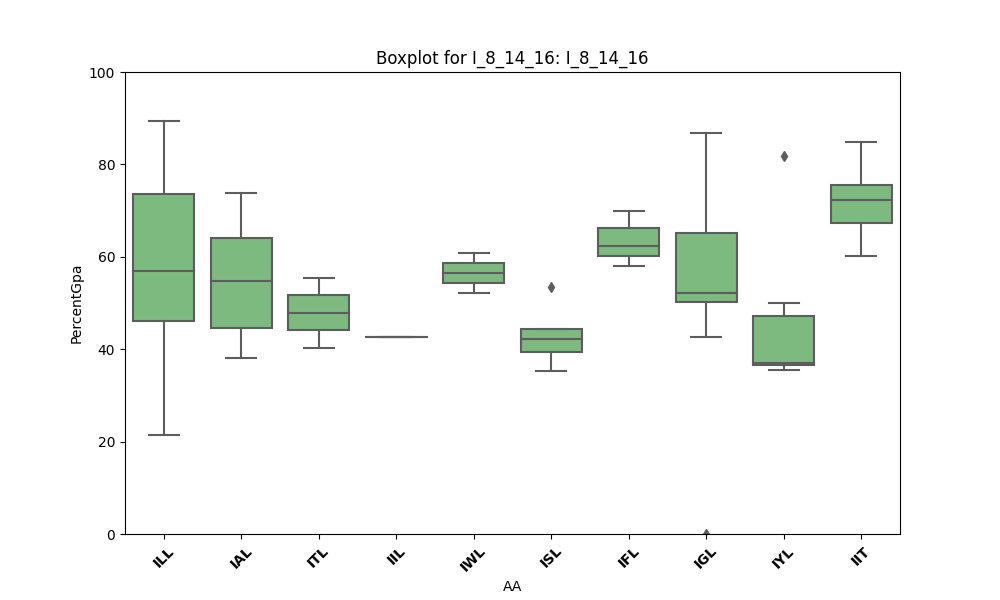 Boxplot for I_8_14_16: I_8_14_16
100
80
60
40
20
0
PercentGpa
ILL IAL ITL IIL IWL ISL IFL IGL IYL IIT
AA